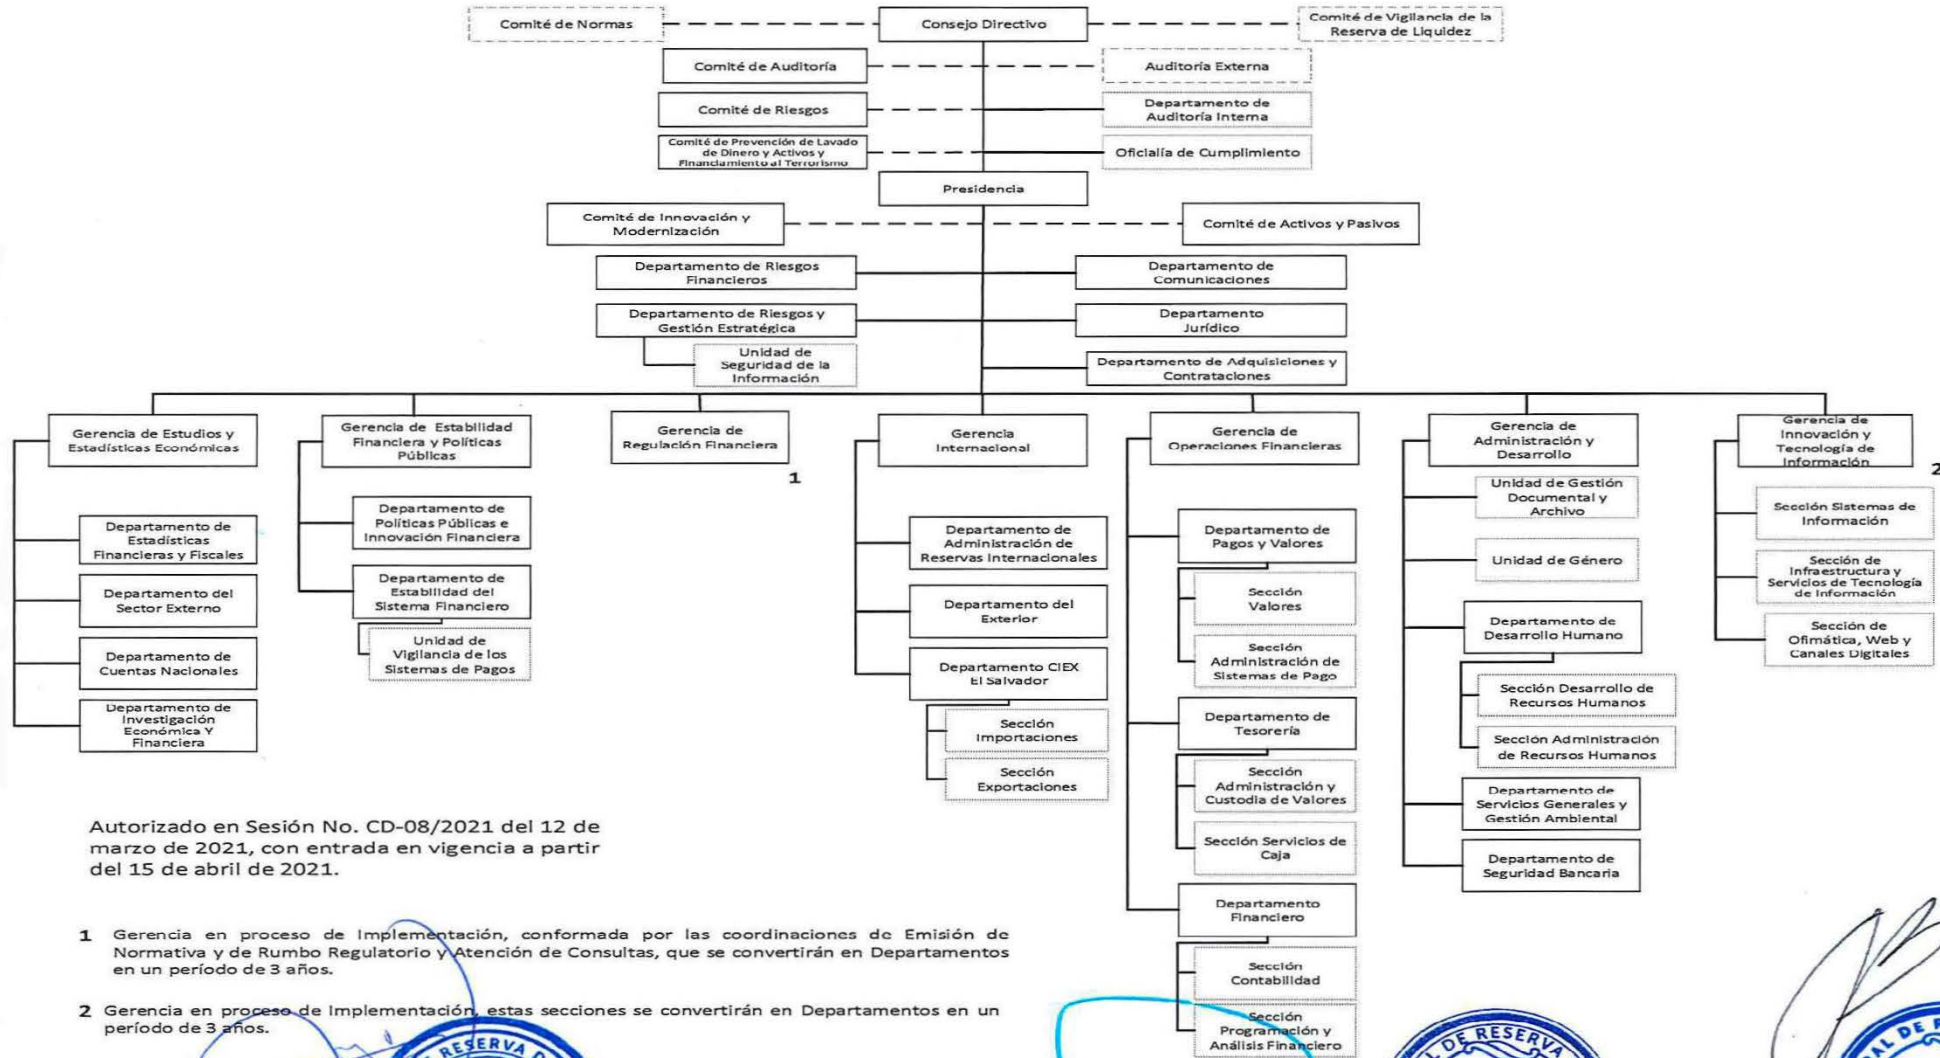 Comité de Normas
Consejo Directivo
Comité de Vigilancia de la
Reserva de Liquidez
Comité de Auditoría
Auditoría Externa
Comité de Riesgos
Departamento de
Auditoría Interna
Comité de Prevención de Lavado
de Dinero y Activos y
Financiamiento al Terrorismo
Oficialía de Cumplimiento
Presidencia
Comité de Innovación y
Modernización
Comité de Activos y Pasivos
Departamento de Riesgos
Financieros
Departamento de
Comunicaciones
Departamento de Riesgos y
Gestión Estratégica
Departamento
Jurídico
Unidad de
Seguridad de la
Información
Departamento de Adquisiciones y
Contrataciones
Gerencia de Estudios y
Estadísticas Económicas
Departamento de
Estadísticas
Financieras y Fiscales
Departamento del
Sector Externo
Departamento de
Cuentas Nacionales
Departamento de
Investigación
Económica Y
Financiera
Gerencia de Estabilidad
Financiera y Políticas
Públicas
Departamento de
Políticas Públicas e
Innovación Financiera
Departamento de
Estabilidad del
Sistema Financiero
Unidad de
Vigilancia de los
Sistemas de Pagos
Gerencia de
Regulación Financiera
1
Gerencia
Internacional
Departamento de
Administración de
Reservas Internacionales
Departamento del
Exterior
Departamento CIEX
El Salvador
Sección
Importaciones
Sección
Exportaciones
Gerencia de
Operaciones Financieras
Departamento de
Pagos y Valores
Sección
Valores
Sección
Administración de
Sistemas de Pago
Departamento de
Tesorería
Sección
Administración y
Custodia de Valores
Sección Servicios de
Caja
Departamento
Financiero
Sección
Contabilidad
Sección
Programación y
Análisis Financiero
Gerencia de
Administración y
Desarrollo
Unidad de Gestión
Documental y
Archivo
Unidad de Género
Departamento de
Desarrollo Humano
Sección Desarrollo de
Recursos Humanos
Sección Administración
de Recursos Humanos
Departamento de
Servicios Generales y
Gestión Ambiental
Departamento de
Seguridad Bancaria
Gerencia de
Innovación y
Tecnología de
Información
2
Sección Sistemas de
Información
Sección de
Infraestructura y
Servicios de Tecnología
de Información
Sección de
Ofimática, Web y
Canales Digitales
Autorizado en Sesión No. CD-08/2021 del 12 de
marzo de 2021, con entrada en vigencia a partir
del 15 de abril de 2021.
1 Gerencia en proceso de Implementación, conformada por las coordinaciones de Emisión de
Normativa y de Rumbo Regulatorio y Atención de Consultas, que se convertirán en Departamentos
en un período de 3 años.
2 Gerencia en proceso de Implementación, estas secciones se convertirán en Departamentos en un
período de 3 años.
RESERVA
DE RESERVA
DE